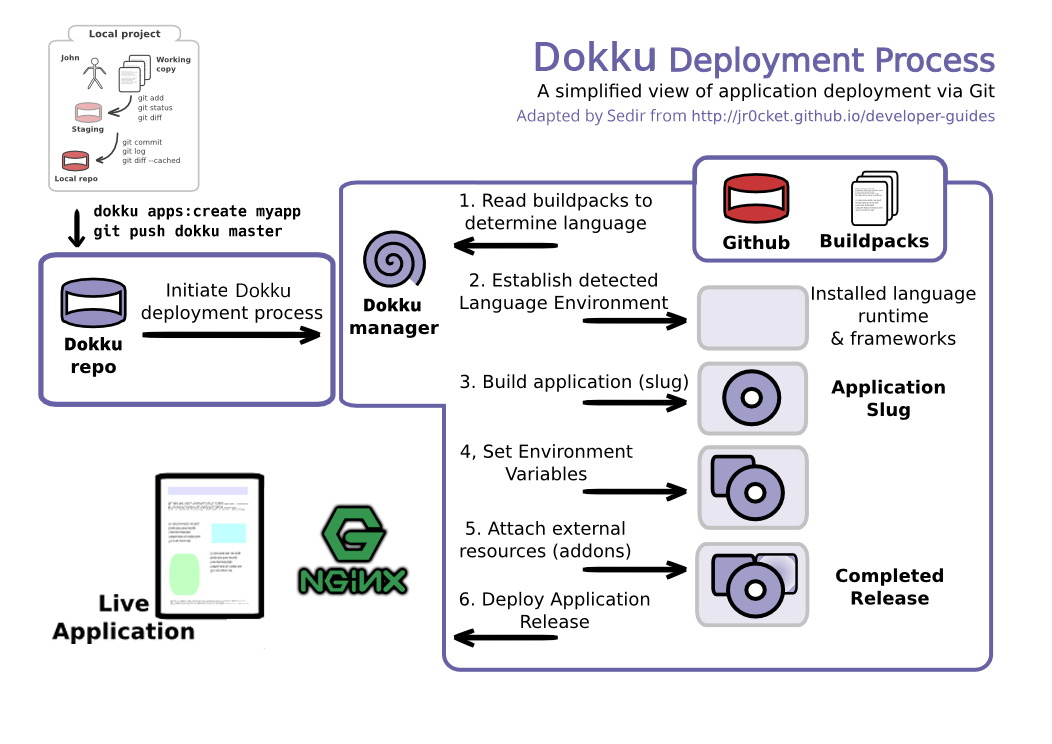 Local project
John
Working
copy
git add
git status
git diff
Staging
git commit
git log
git diff --cached
Local repo
Dokku Deployment Process
A simplified view of application deployment via Git
Adapted by Sedir from http://jr0cket.github.io/developer-guides
dokku apps:create myapp
git push dokku master
Dokku
repo
Initiate Dokku
deployment process
Dokku
manager
1. Read buildpacks to
determine language
Github
Buildpacks
2. Establish detected
Language Environment
Installed language
runtime
& frameworks
3. Build application (slug)
Application
Slug
4, Set Environment
Variables
5. Attach external
resources (addons)
Completed
Release
6. Deploy Application
Release
Live
Application
G
NGiNX